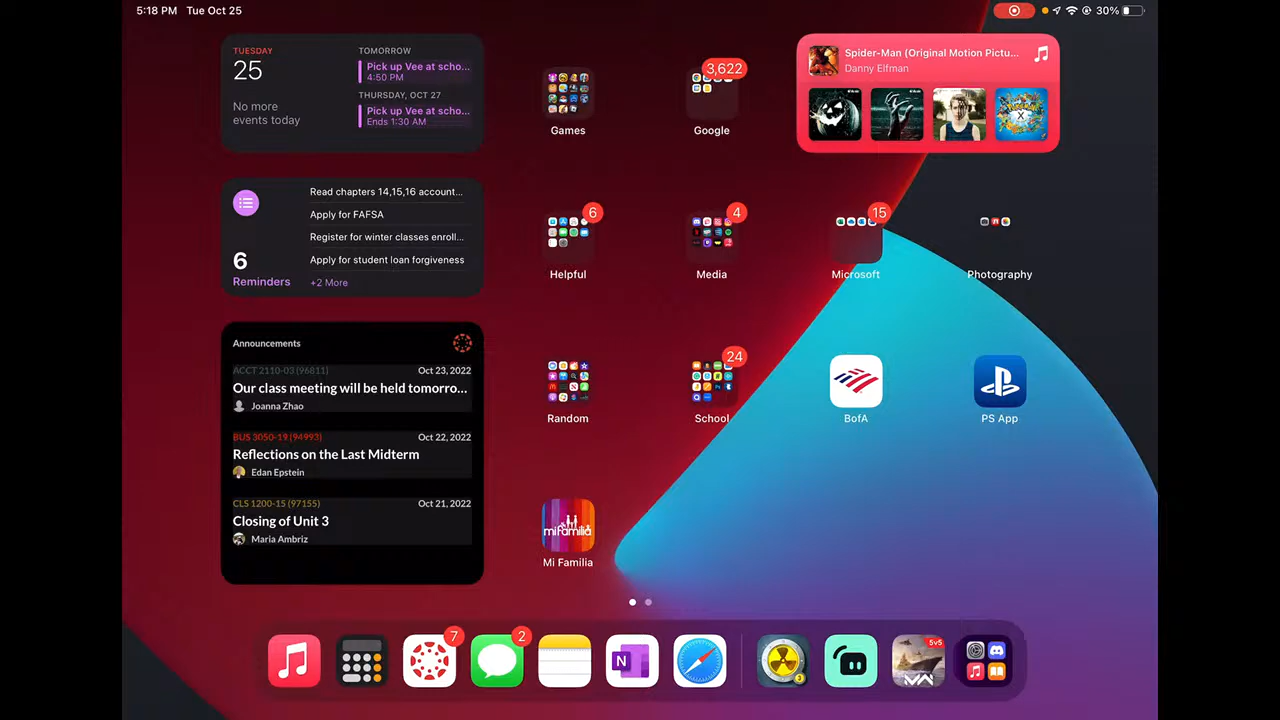 5:18 PM Tue Oct 25
30%
TUESDAY
25
No more
events today
TOMORROW
Pick up Vee at scho...
4:50 PM
THURSDAY, OCT 27
Pick up Vee at scho...
Ends 1:30 AM
Games
3,622
Google
Spider-Man (Original Motion Pictu...
Danny Elfman
6
Reminders
Read chapters 14,15,16 account...
Apply for FAFSA
Register for winter classes enroll...
Apply for student loan forgiveness
+2 More
6
Helpful
4
Media
15
Microsoft
Photography
Announcements
ACCT 2110-03 (96811)
Oct 23, 2022
Our class meeting will be held tomorro...
Joanna Zhao
BUS 3050-19 (94993)
Oct 22, 2022
Reflections on the Last Midterm
Edan Epstein
CLS 1200-15 (97155)
Oct 21, 2022
Closing of Unit 3
Maria Ambriz
Random
24
School
BofA
PS App
mifamilia
Mi Familia
7
2
N
3
5v5
MW